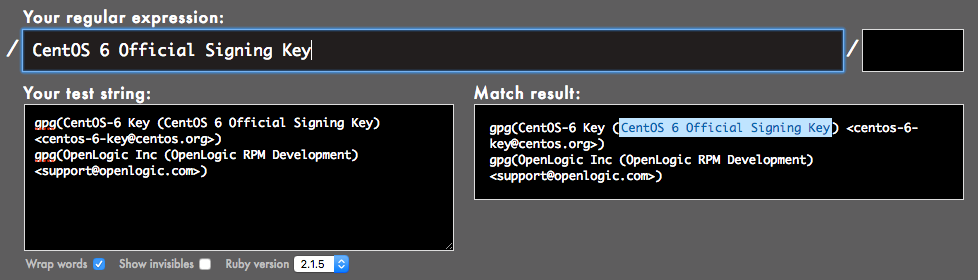 Your regular expression:
/ CentOS 6 Official Signing Key /
Your test string:
gpg(CentOS-6 Key (CentOS 6 Official Signing Key)
<centos-6-key@centos.org>)
gpg(OpenLogic Inc (OpenLogic RPM Development)
<support@openlogic.com>)
Match result:
gpg(CentOS-6 Key (CentOS 6 Official Signing Key) <centos-6-
key@centos.org>)
gpg(OpenLogic Inc (OpenLogic RPM Development)
<support@openlogic.com>)
Wrap words Show invisibles Ruby version 2.1.5